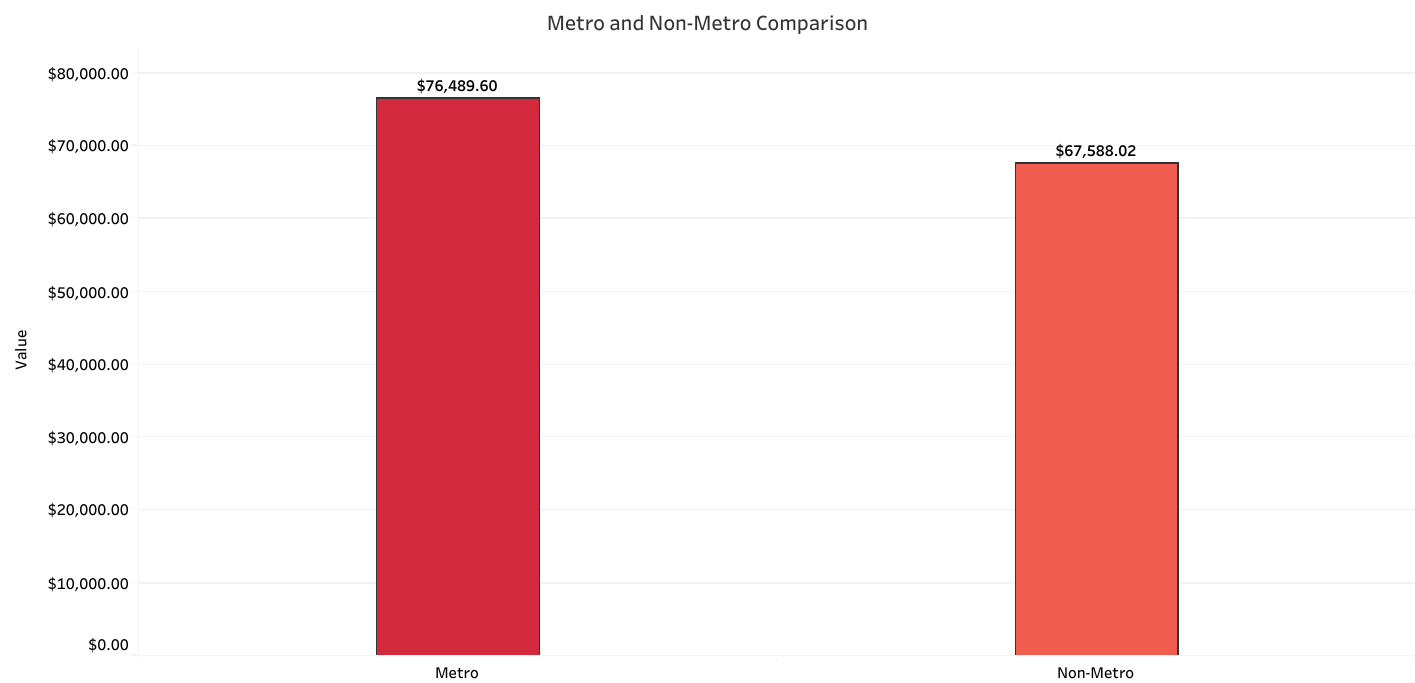 Metro and Non-Metro Comparison
$80,000.00
$76,489.60
$70,000.00
$67,588.02
$60,000.00
$50,000.00
Value
$40,000.00
$30,000.00
$20,000.00
$10,000.00
$0.00
Metro
Non-Metro